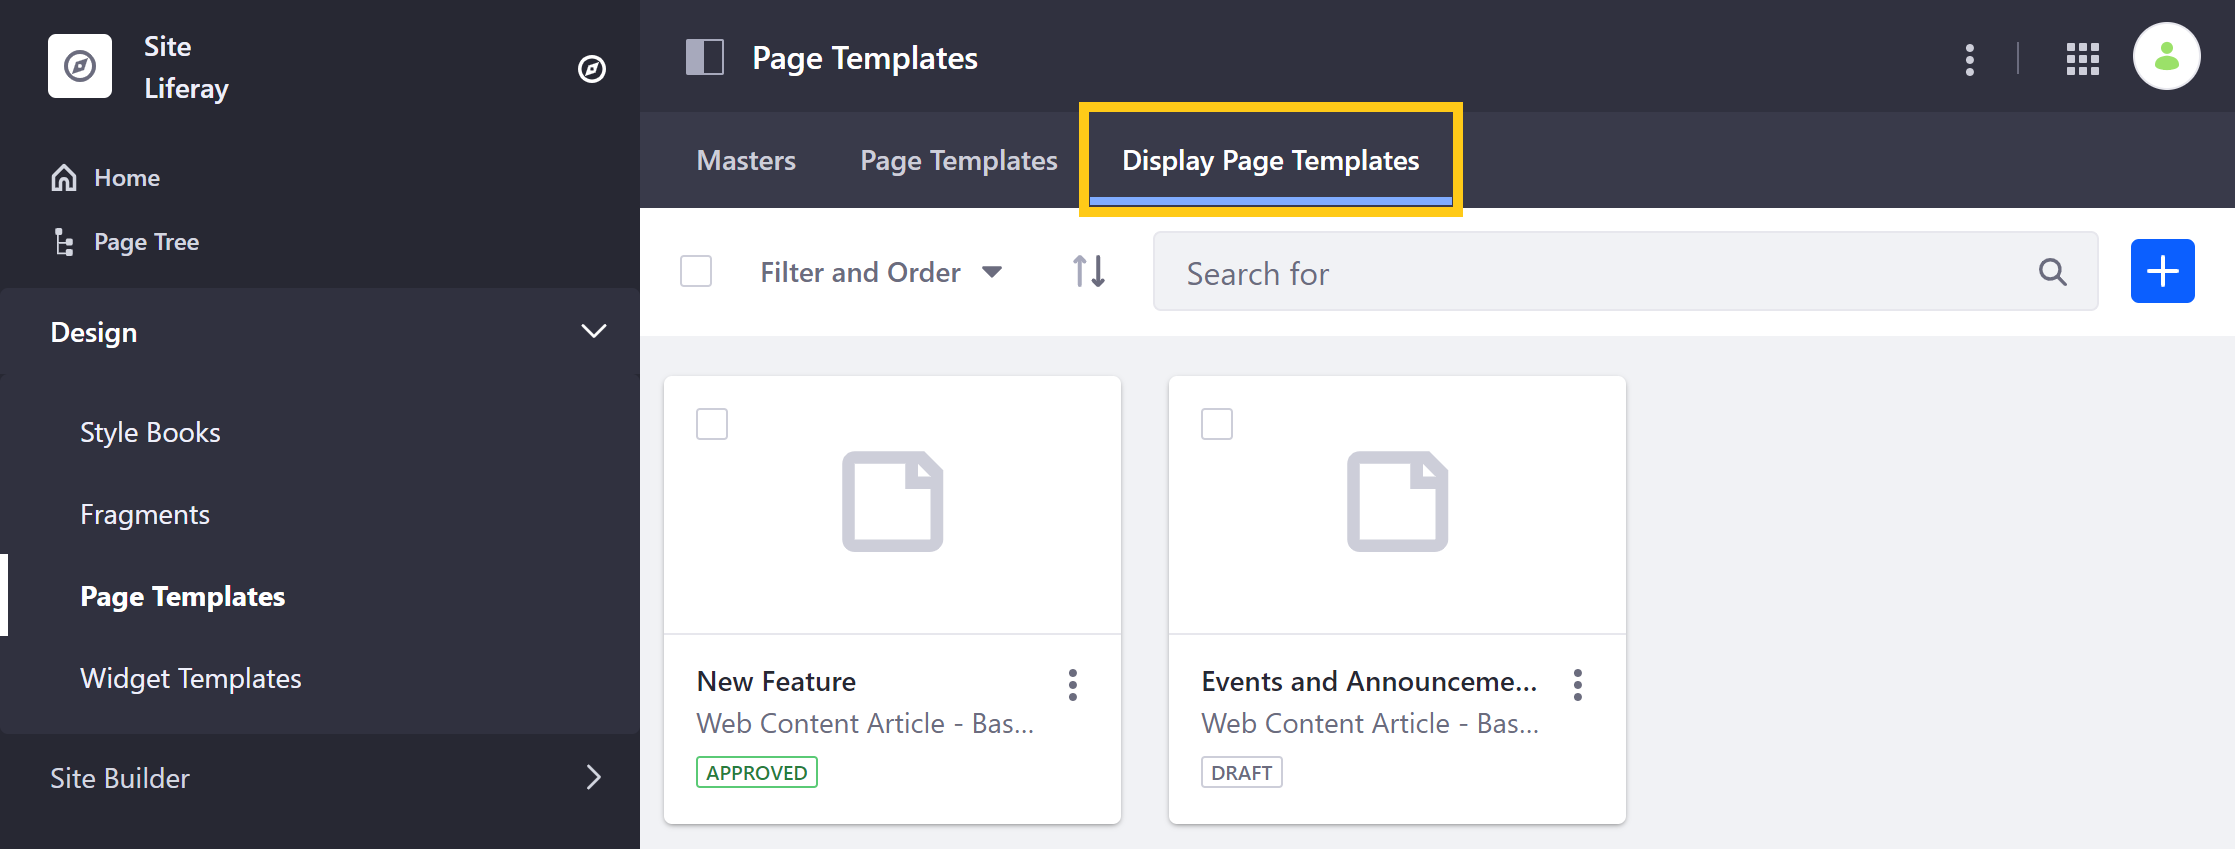 Site
Liferay
Home
Page Tree
Design
Style Books
Fragments
Page Templates
Widget Templates
Site Builder
Page Templates
Masters
Page Templates
Display Page Templates
Filter and Order
Search for
New Feature
Web Content Article - Bas...
APPROVED
Events and Announceme...
Web Content Article - Bas...
DRAFT